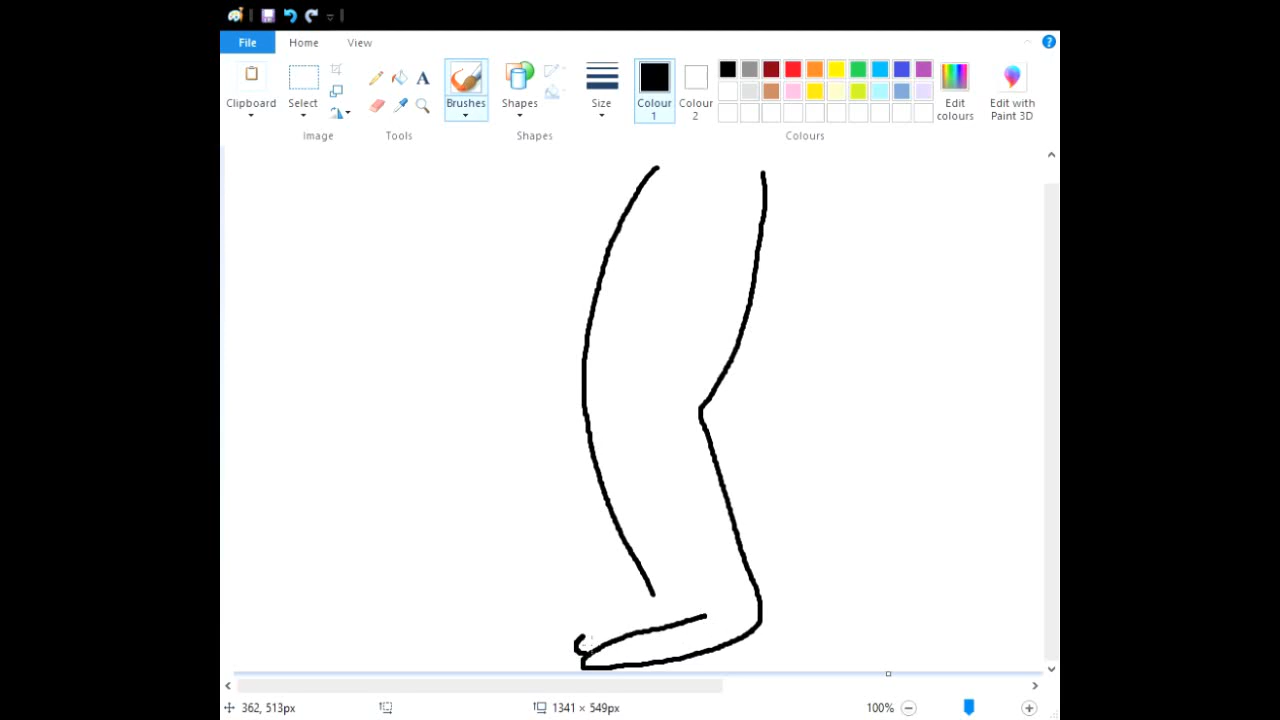 File Home View
Clipboard Select Brushes Shapes Size Colour 1 Colour 2 Edit colours Edit with Paint 3D
Image Tools Shapes Colours
362, 513px 1341 × 549px 100%